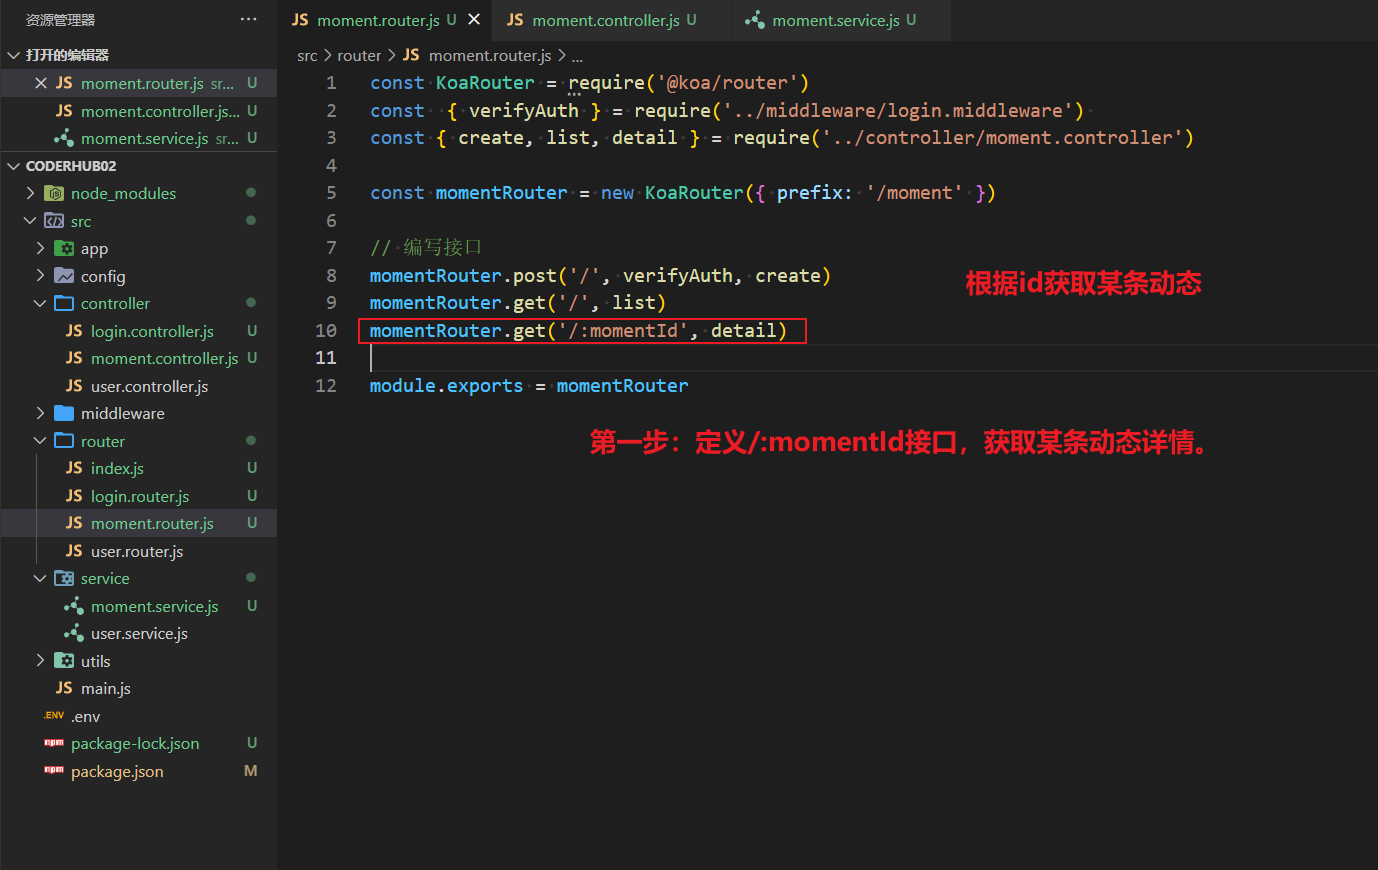 资源管理器 ···
打开的编辑器
JS moment.router.js sr... U
JS moment.controller.js... U
moment.service.js sr... U
CODERHUB02
node_modules
src
app
config
controller
JS login.controller.js U
JS moment.controller.js U
JS user.controller.js
middleware
router
JS index.js U
JS login.router.js U
JS moment.router.js U
JS user.router.js
service
moment.service.js U
user.service.js
utils
JS main.js
.ENV .env
npm package-lock.json U
npm package.json M
JS moment.router.js U
JS moment.controller.js U
moment.service.js U
src > router > JS moment.router.js > ...
1 const KoaRouter = require('@koa/router')
2 const  { verifyAuth } = require('../middleware/login.middleware')
3 const { create, list, detail } = require('../controller/moment.controller')
4
5 const momentRouter = new KoaRouter({ prefix: '/moment' })
6
7 // 编写接口
8 momentRouter.post('/', verifyAuth, create)
9 momentRouter.get('/', list)
10 momentRouter.get('/:momentId', detail)
11
12 module.exports = momentRouter
根据id获取某条动态
第一步：定义/:momentId接口，获取某条动态详情。